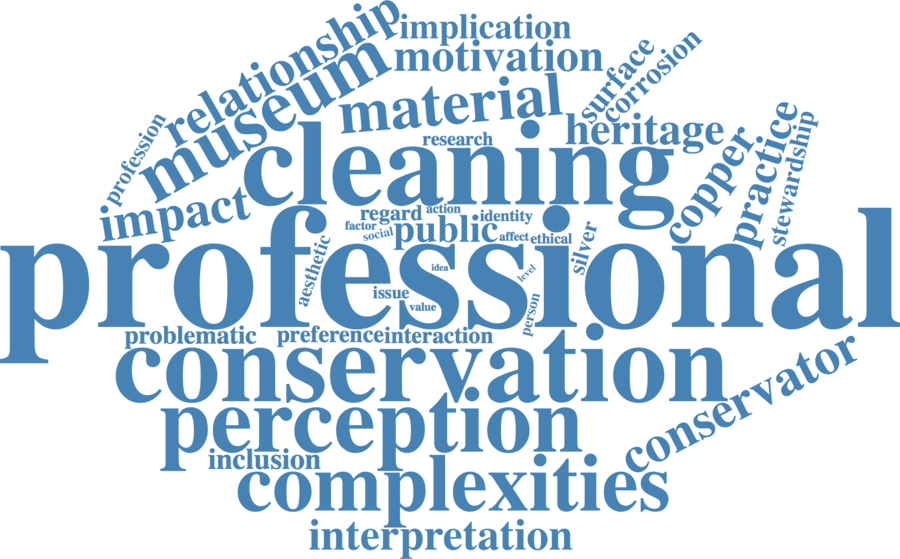 implication
relationship
motivation
museum
surface
corrosion
material
research
heritage
profession
cleaning
practice
stewardship
copper
impact
regard
action
identity
factor
social
public
affect
ethical
silver
aesthetic
professional
idea
level
issue
value
person
problematic
preference
interaction
conservation
conservator
perception
inclusion
complexities
interpretation